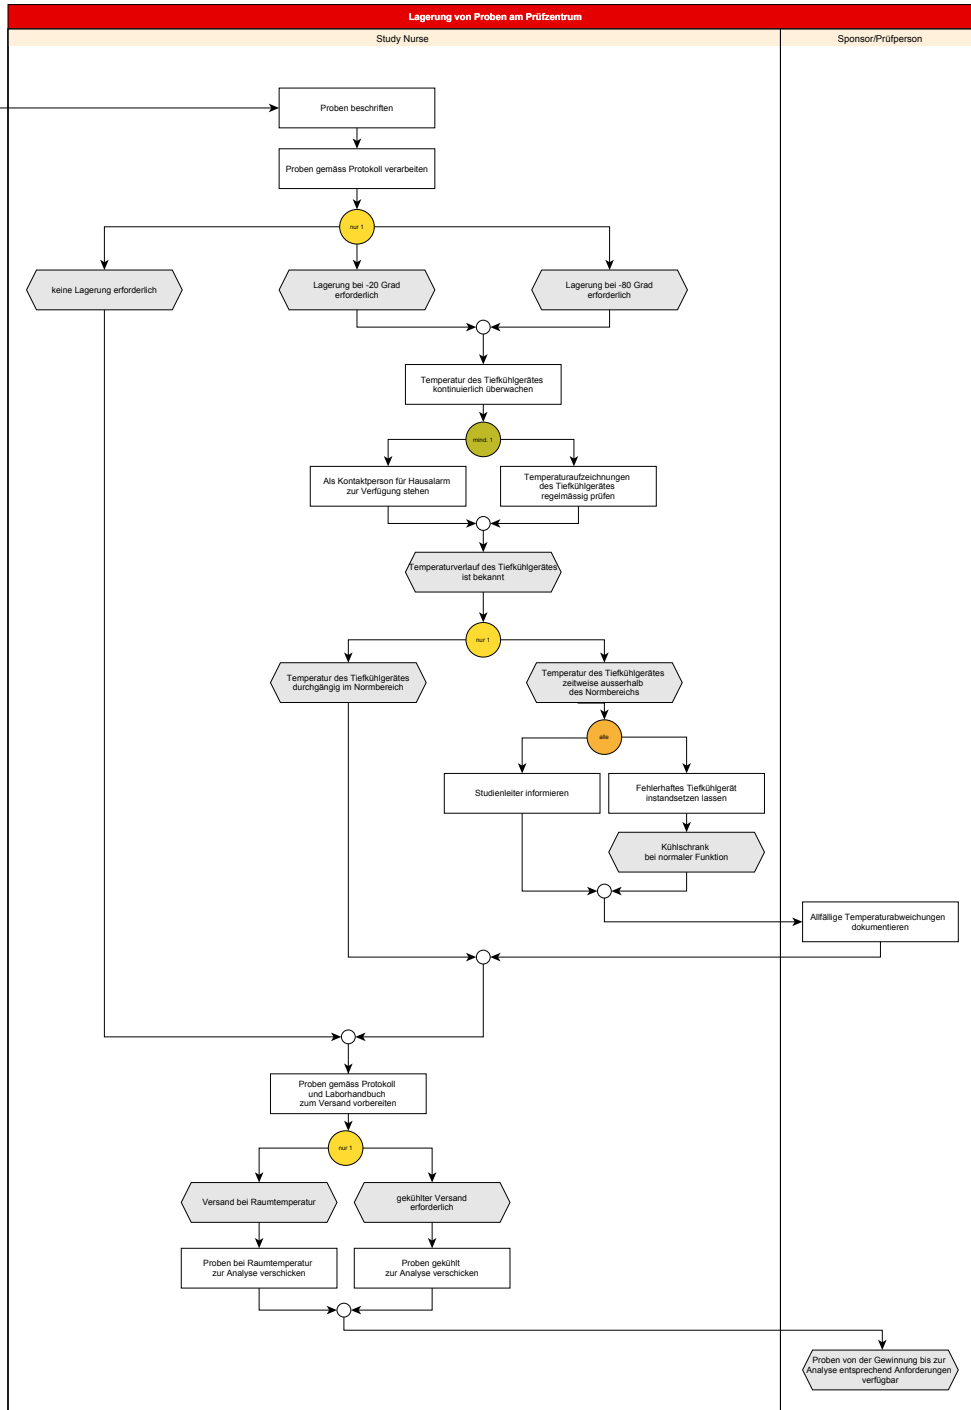 Lagerung von Proben am Prüfzentrum
Study Nurse
Sponsor/Prüfperson
Proben beschriften
Proben gemäss Protokoll verarbeiten
nur 1
keine Lagerung erforderlich
Lagerung bei -20 Grad
erforderlich
Lagerung bei -80 Grad
erforderlich
Temperatur des Tiefkühlgerätes
kontinuierlich überwachen
mind. 1
Als Kontaktperson für Hausalarm
zur Verfügung stehen
Temperaturaufzeichnungen
des Tiefkühlgerätes
regelmässig prüfen
Temperaturverlauf des Tiefkühlgerätes
ist bekannt
nur 1
Temperatur des Tiefkühlgerätes
durchgängig im Normbereich
Temperatur des Tiefkühlgerätes
zeitweise ausserhalb
des Normbereichs
alle
Studienleiter informieren
Fehlerhaftes Tiefkühlgerät
instandsetzen lassen
Kühlschrank
bei normaler Funktion
Allfällige Temperaturabweichungen
dokumentieren
Proben gemäss Protokoll
und Laborhandbuch
zum Versand vorbereiten
nur 1
Versand bei Raumtemperatur
gekühlter Versand
erforderlich
Proben bei Raumtemperatur
zur Analyse verschicken
Proben gekühlt
zur Analyse verschicken
Proben von der Gewinnung bis zur
Analyse entsprechend Anforderungen
verfügbar